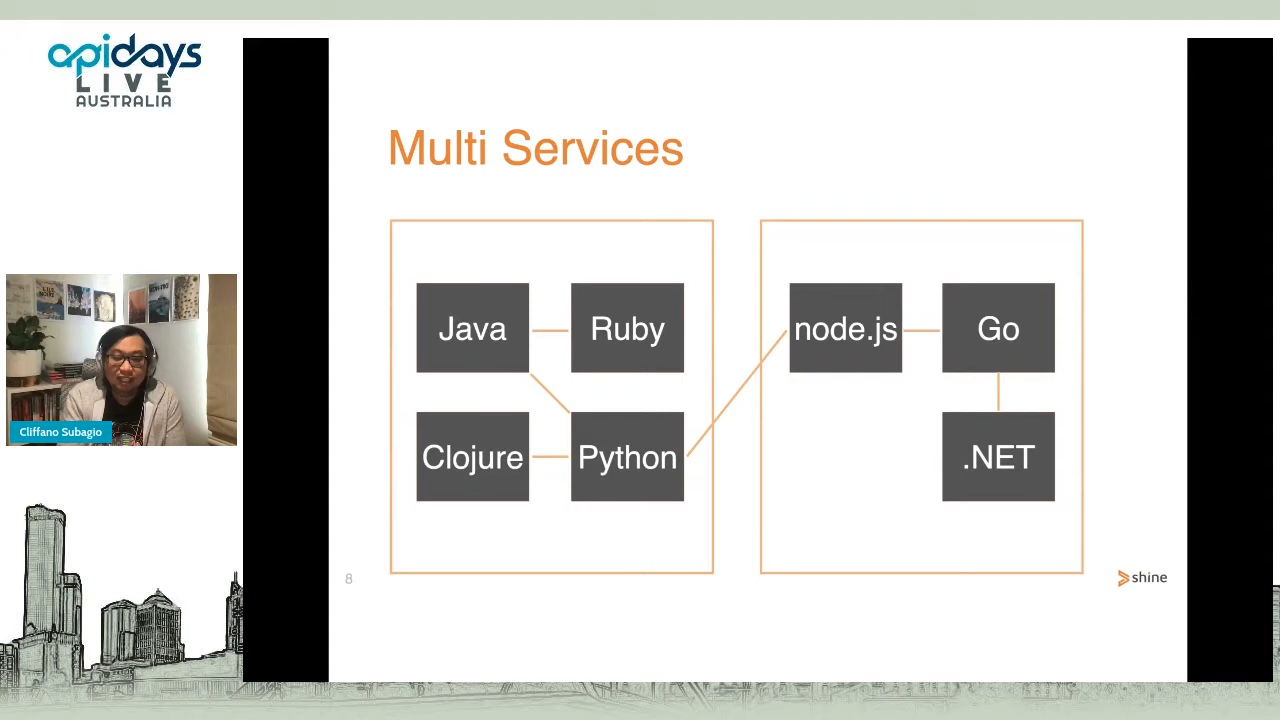 apidays
LIVE
AUSTRALIA
Multi Services
Java
Ruby
node.js
Go
Clojure
Python
.NET
Cliffano Subagio
8
shine